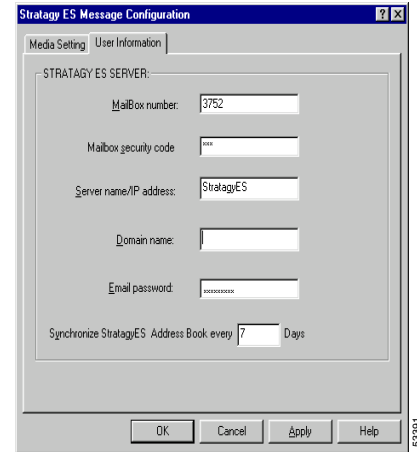 Stratagy ES Message Configuration
Media Setting User Information
STRATAGY ES SERVER:
MailBox number: 3752
Mailbox security code xxx
Server name/IP address: StratagyES
Domain name:
Email password: xxxxxxxxx
Synchronize StratagyES Address Book every 7 Days
OK Cancel Apply Help
53391